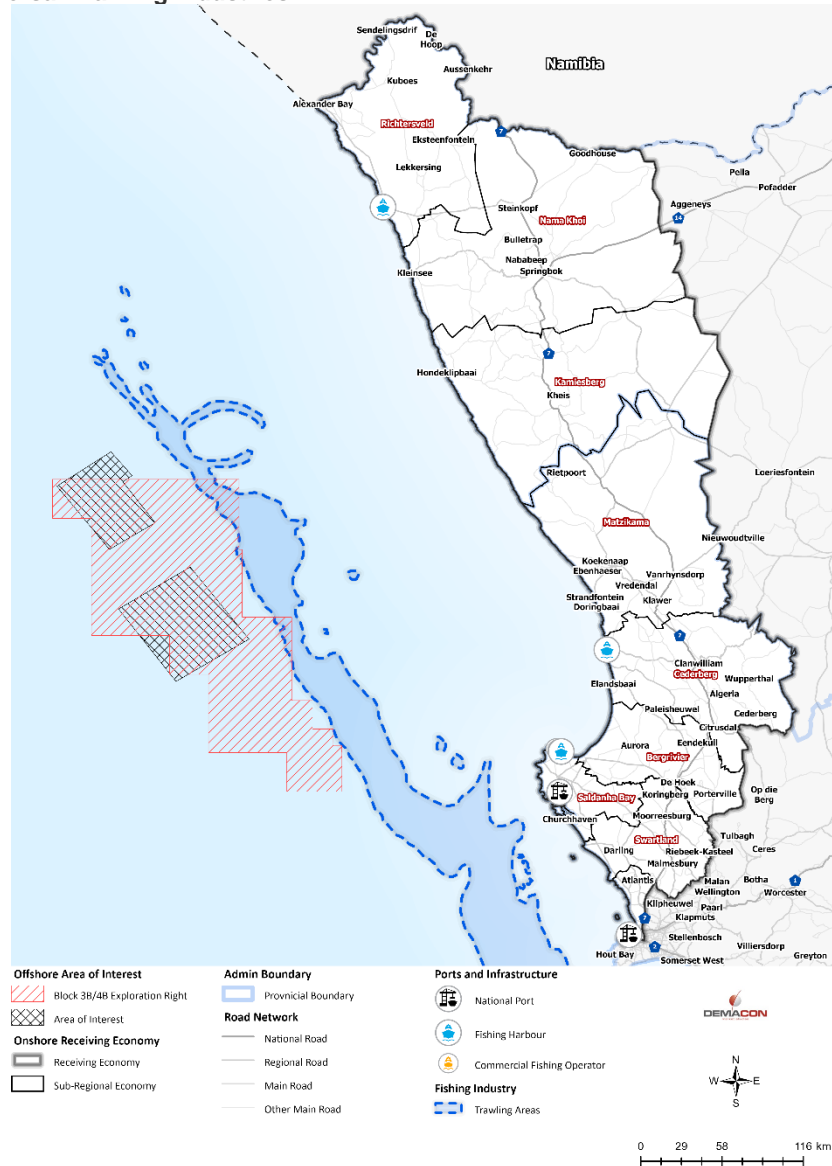 Sendelingsdrif
De
Hoop
Aussenkehr
Namibia
Kuboes
Alexander Bay
Richtersveld
7
Eksteenfontein
Goodhouse
Lekkersing
Pella
Pofadder
Aggeneys
14
Steinkopf
Nama Khoi
Bulletrap
Nababeep
Kleinsee
Springbok
7
Hondeklipbaai
Kamiesberg
Kheis
Rietpoort
Loeriesfontein
Matzikama
Nieuwoudtville
Koekenaap
Ebenhaeser
Vanrhynsdorp
Vredendal
Strandfontein
Klawer
Doringbaai
7
Clanwilliam
Cederberg
Wupperthal
Elandsbaai
Algeria
Paleisheuwel
Cederberg
Citrusdal
Aurora
Eendekuil
Bergrivier
De Hoek
Saldanha Bay
Koringberg
Porterville
Op die
Berg
Churchhaven
Moorreesburg
Swartland
Tulbagh
Darling
Riebeek-Kasteel
Ceres
Malmesbury
Atlantis
Malan
Botha
1
Wellington
Worcester
Klipheuwel
Paarl
7
Klapmuts
Stellenbosch
Hout Bay
2
Villiersdorp
Somerset West
Greyton
Offshore Area of Interest
Block 3B/4B Exploration Right
Area of Interest
Onshore Receiving Economy
Receiving Economy
Sub-Regional Economy
Admin Boundary
Provnicial Boundary
Road Network
National Road
Regional Road
Main Road
Other Main Road
Ports and Infrastructure
National Port
Fishing Harbour
Commercial Fishing Operator
Fishing Industry
Trawling Areas
DEMACON
N
W E
S
0 29 58 116 km